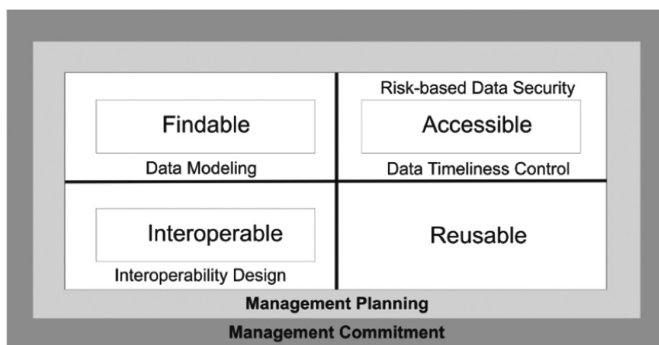 Risk-based Data Security
Findable
Accessible
Data Modeling
Data Timeliness Control
Interoperable
Reusable
Interoperability Design
Management Planning
Management Commitment